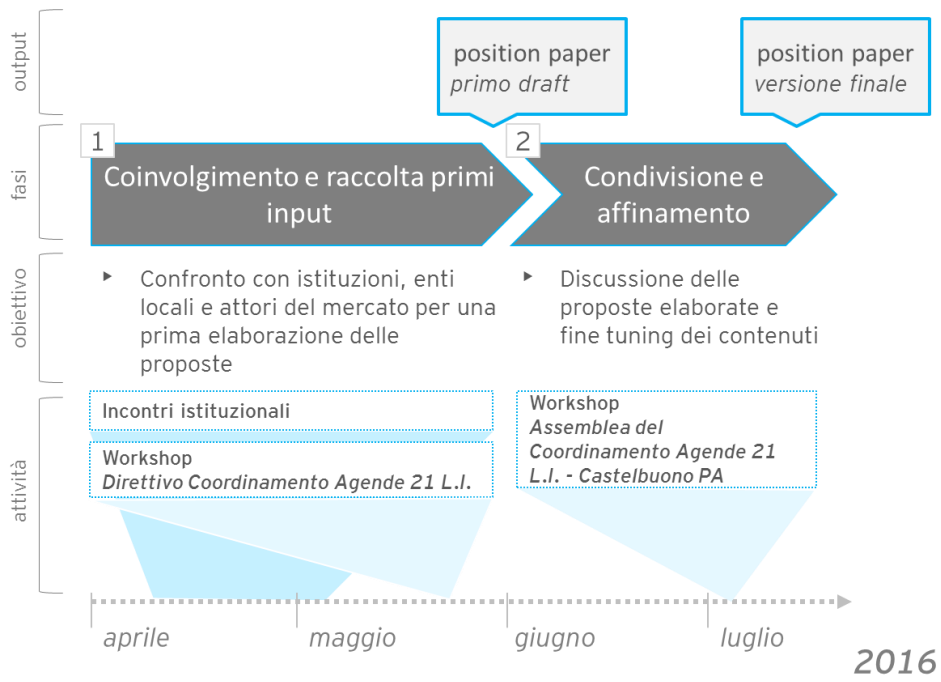 output
position paper
primo draft
position paper
versione finale
fasi
1
Coinvolgimento e raccolta primi
input
2
Condivisione e
affinamento
obiettivo
Confronto con istituzioni, enti
locali e attori del mercato per una
prima elaborazione delle
proposte
Discussione delle
proposte elaborate e
fine tuning dei contenuti
attività
Incontri istituzionali
Workshop
Direttivo Coordinamento Agende 21 L.I.
Workshop
Assemblea del
Coordinamento Agende 21
L.I. - Castelbuono PA
aprile
maggio
giugno
luglio
2016